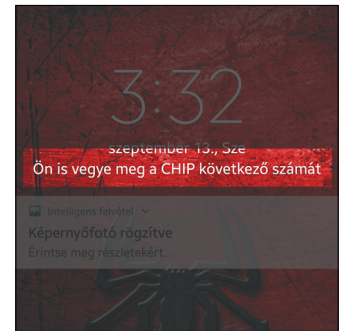 3:32
szeptember 13., Sze
Ön is vegye meg a CHIP következő számát
Intelligens felvétel
Képernyőfotó rögzítve
Érintse meg részletekért.